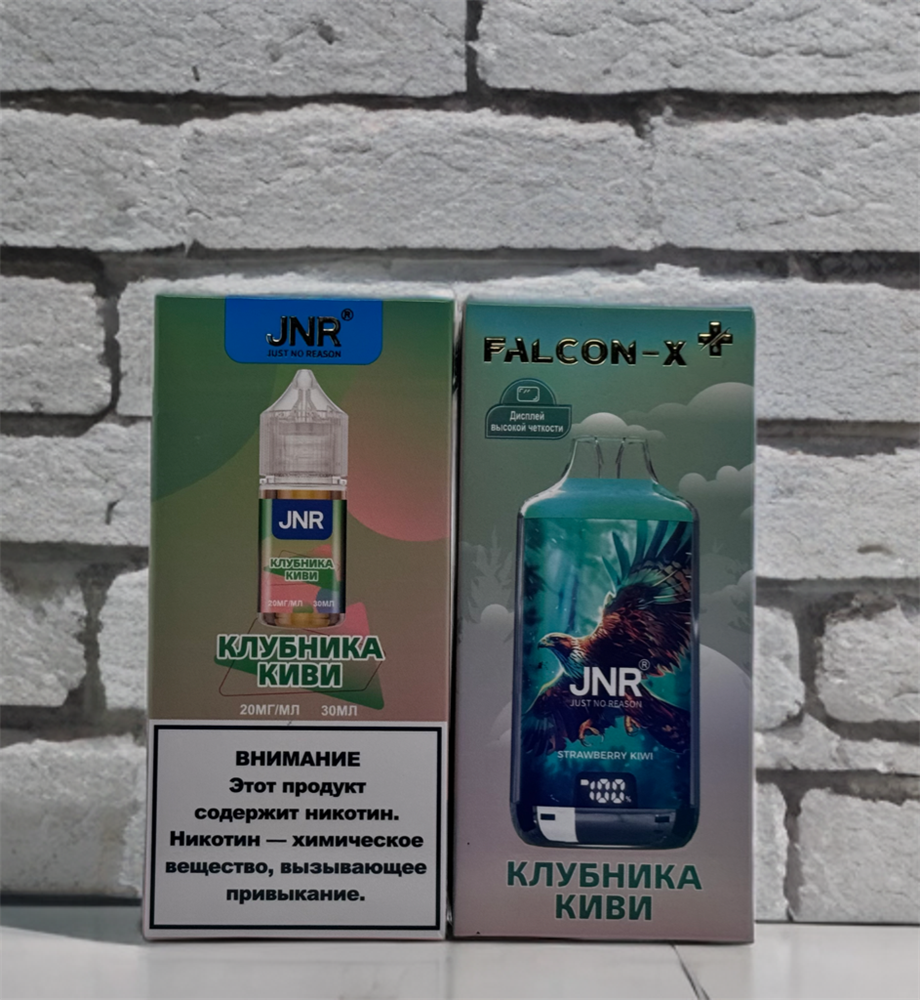 JNR®
JUST NO REASON
JNR
КЛУБНИКА
КИВИ
20МГ/МЛ 30МЛ
КЛУБНИКА
КИВИ
20МГ/МЛ 30МЛ
ВНИМАНИЕ
Этот продукт
содержит никотин.
Никотин — химическое
вещество, вызывающее
привыкание.
FALCON-X+
Дисплей
высокой четкости
JNR®
JUST NO REASON
STRAWBERRY KIWI
100%
КЛУБНИКА
КИВИ